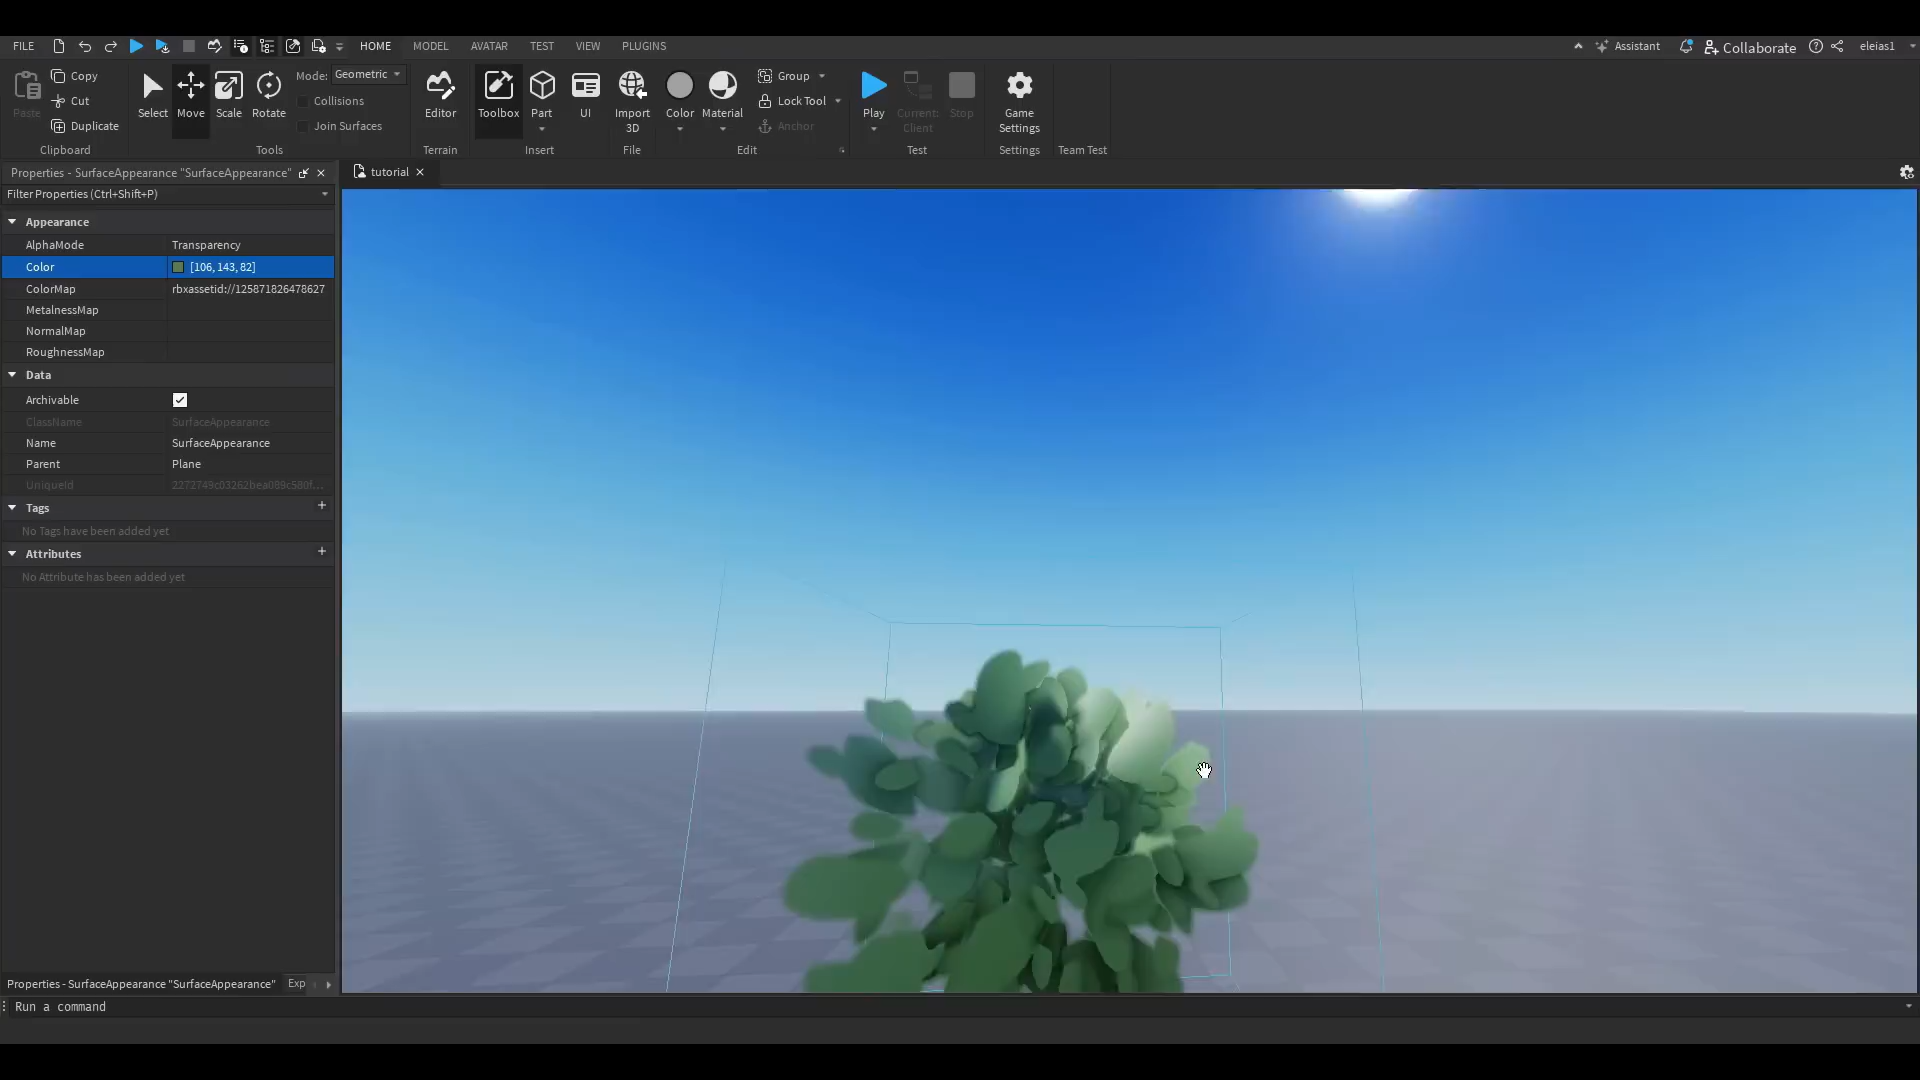 FILE HOME MODEL AVATAR TEST VIEW PLUGINS Assistant Collaborate eleias1
Paste Copy Cut Duplicate Clipboard
Select Move Scale Rotate Mode: Geometric Collisions Join Surfaces Tools
Editor Terrain
Toolbox Part UI Insert
Import 3D File
Color Material Group Lock Tool Anchor Edit
Play Current: Client Stop Test
Game Settings Settings
Team Test
Properties - SurfaceAppearance "SurfaceAppearance"
tutorial
Filter Properties (Ctrl+Shift+P)
Appearance
AlphaMode Transparency
Color [106, 143, 82]
ColorMap rbxassetid://125871826478627
MetalnessMap
NormalMap
RoughnessMap
Data
Archivable
ClassName SurfaceAppearance
Name SurfaceAppearance
Parent Plane
UniqueId 2272749c03262bea089c580f...
Tags +
No Tags have been added yet
Attributes +
No Attribute has been added yet
Properties - SurfaceAppearance "SurfaceAppearance" Exp
Run a command